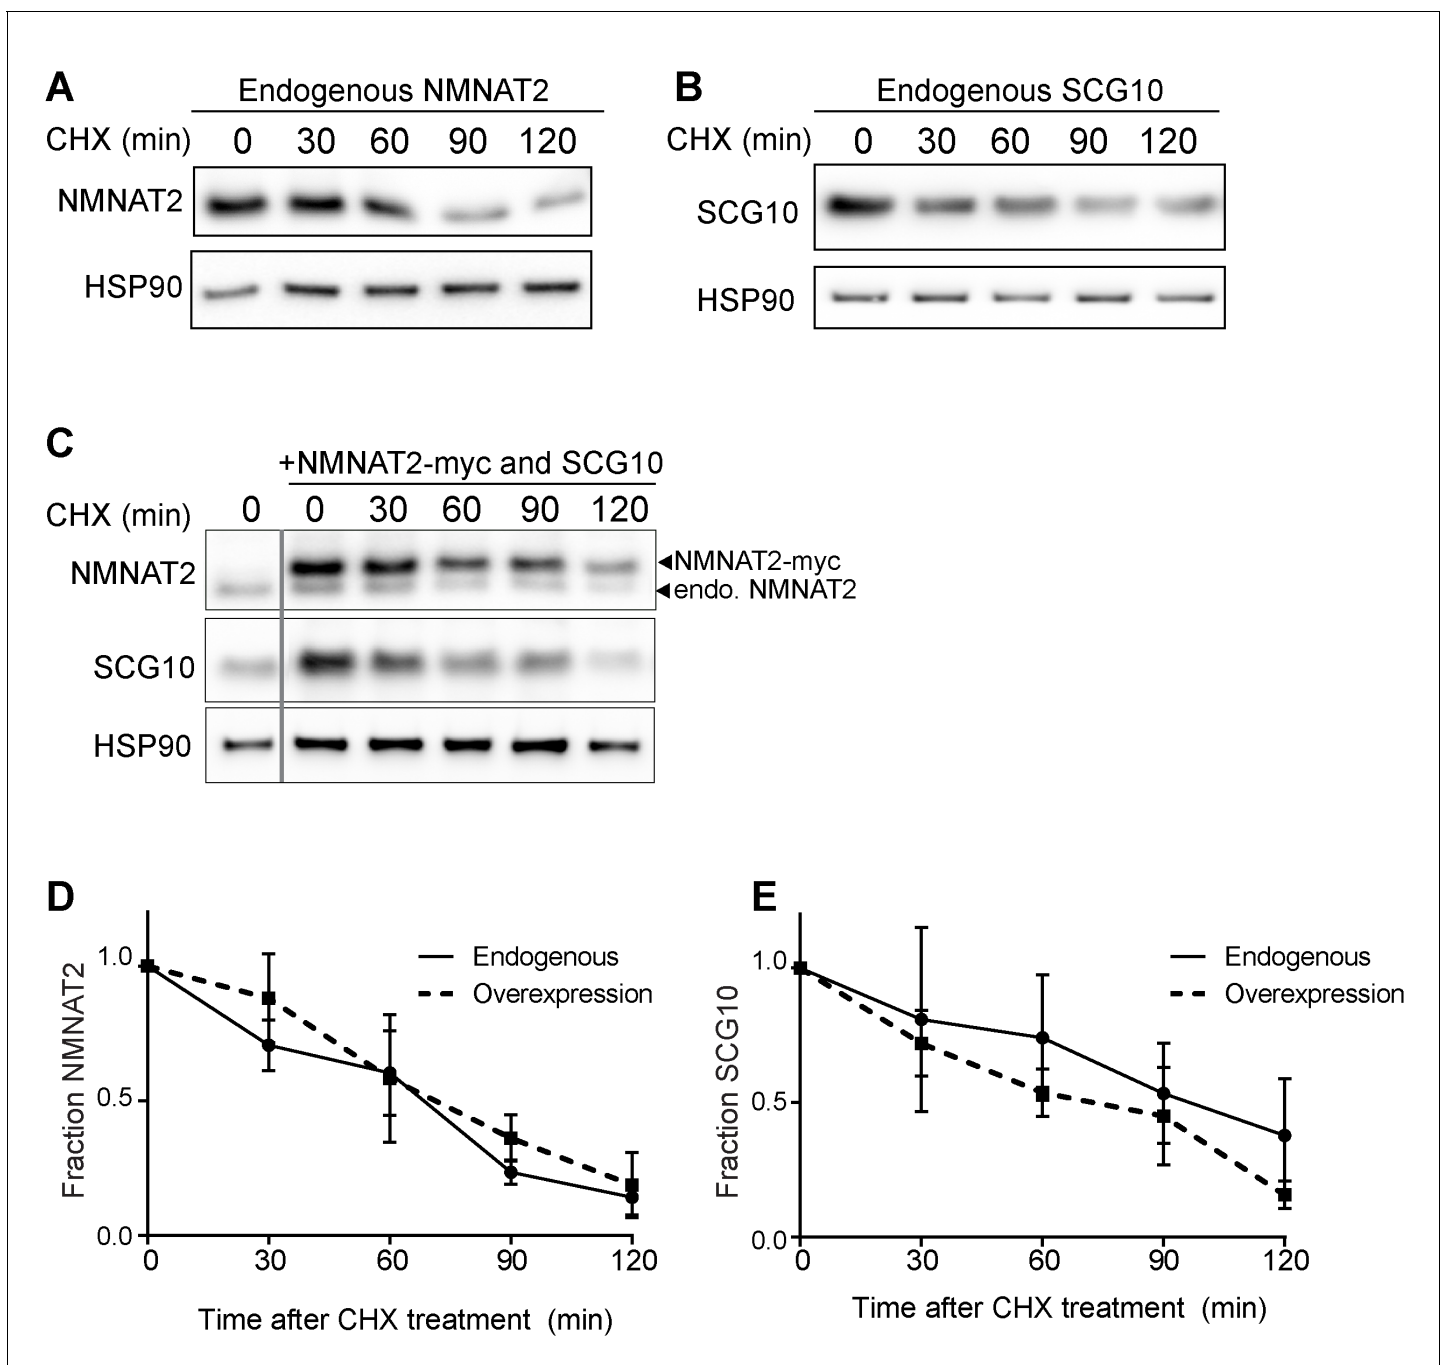 A
Endogenous NMNAT2
CHX (min) 0 30 60 90 120
NMNAT2
HSP90
B
Endogenous SCG10
CHX (min) 0 30 60 90 120
SCG10
HSP90
C
+NMNAT2-myc and SCG10
CHX (min) 0 0 30 60 90 120
NMNAT2
NMNAT2-myc
endo. NMNAT2
SCG10
HSP90
D
Fraction NMNAT2
1.0
0.5
0.0
Endogenous
Overexpression
0 30 60 90 120
Time after CHX treatment (min)
E
Fraction SCG10
1.0
0.5
0.0
Endogenous
Overexpression
0 30 60 90 120
Time after CHX treatment (min)